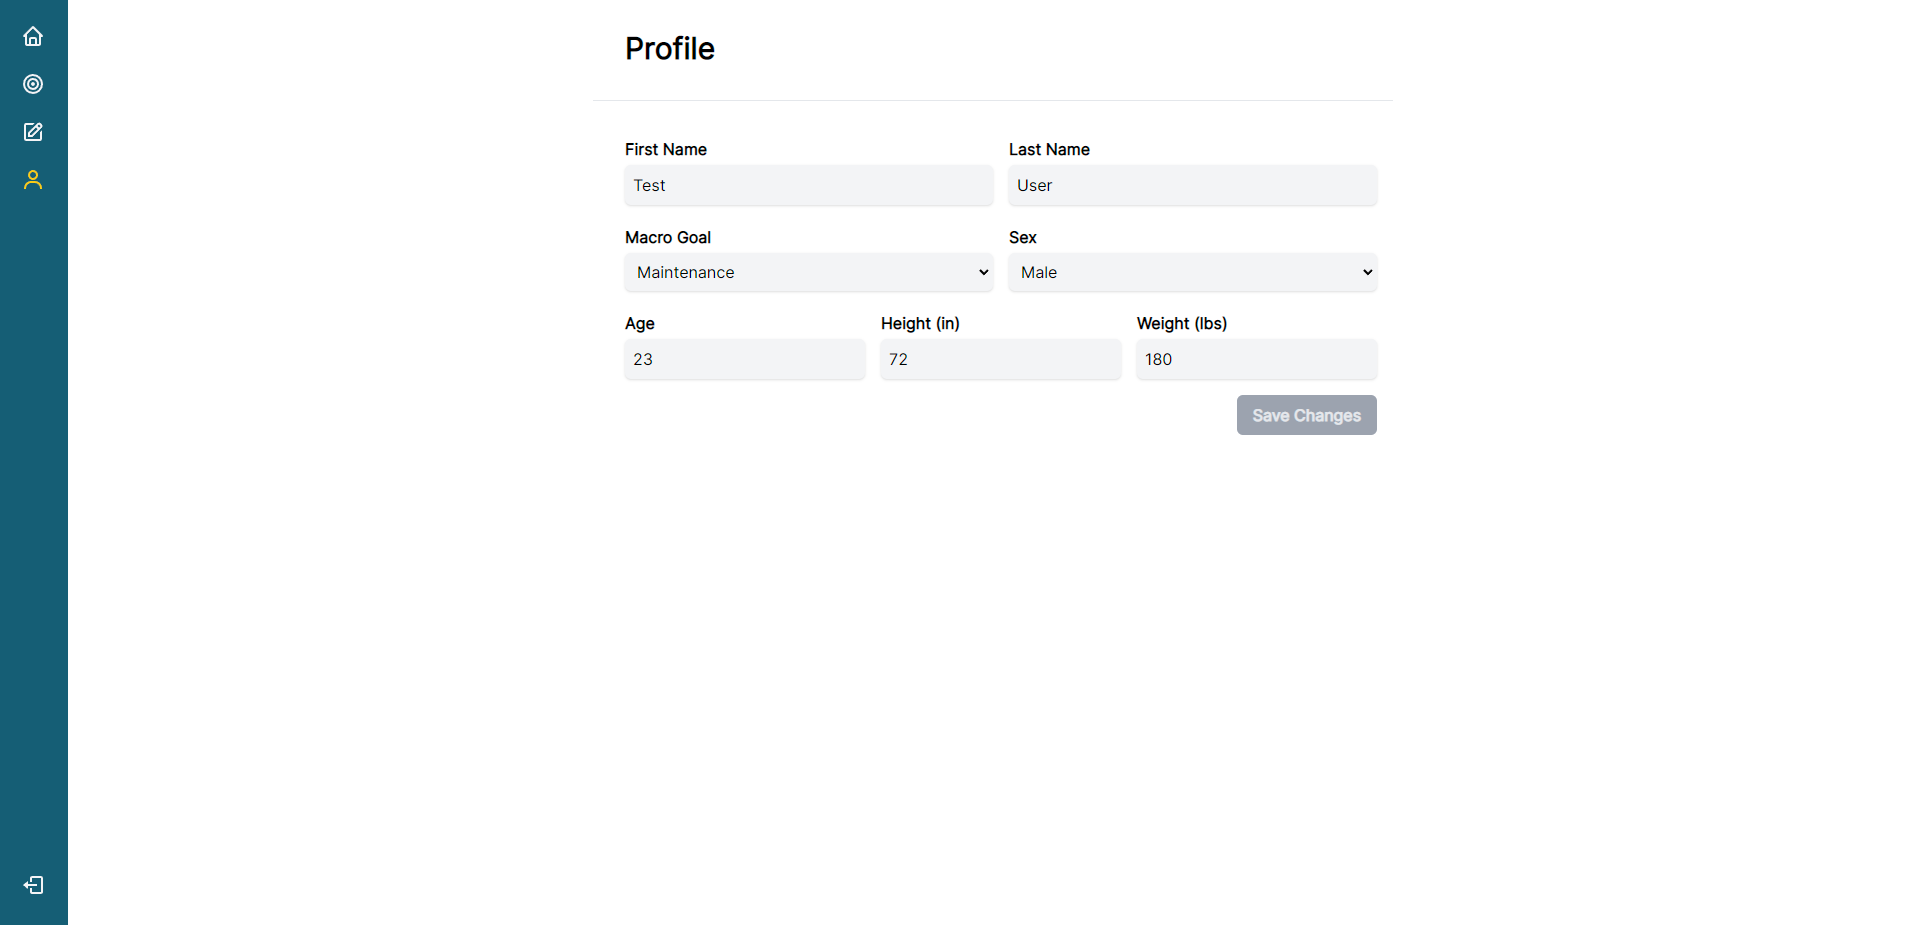 Profile
First Name Last Name
Test User
Macro Goal Sex
Maintenance Male
Age Height (in) Weight (lbs)
23 72 180
Save Changes